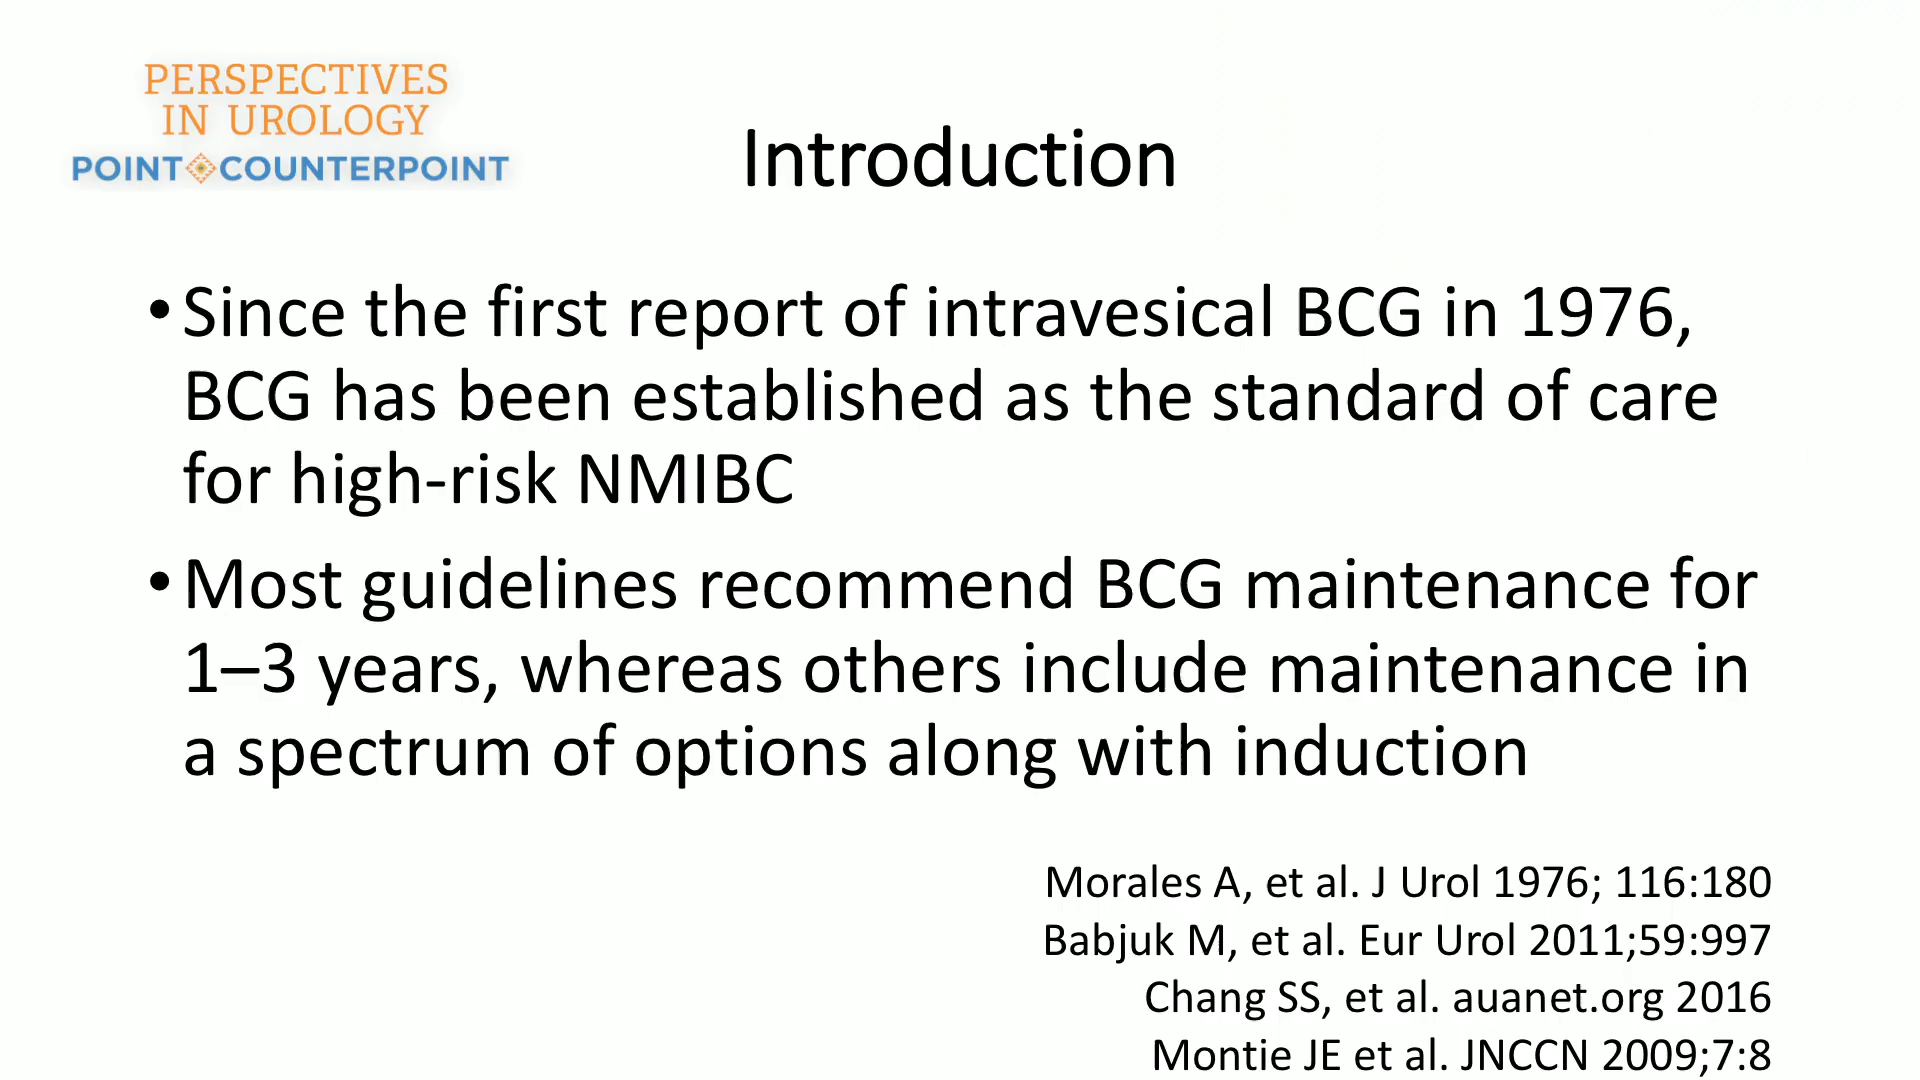 PERSPECTIVES
IN UROLOGY
POINT COUNTERPOINT
Introduction
• Since the first report of intravesical BCG in 1976,
BCG has been established as the standard of care
for high-risk NMIBC
• Most guidelines recommend BCG maintenance for
1–3 years, whereas others include maintenance in
a spectrum of options along with induction
Morales A, et al. J Urol 1976; 116:180
Babjuk M, et al. Eur Urol 2011;59:997
Chang SS, et al. auanet.org 2016
Montie JE et al. JNCCN 2009;7:8